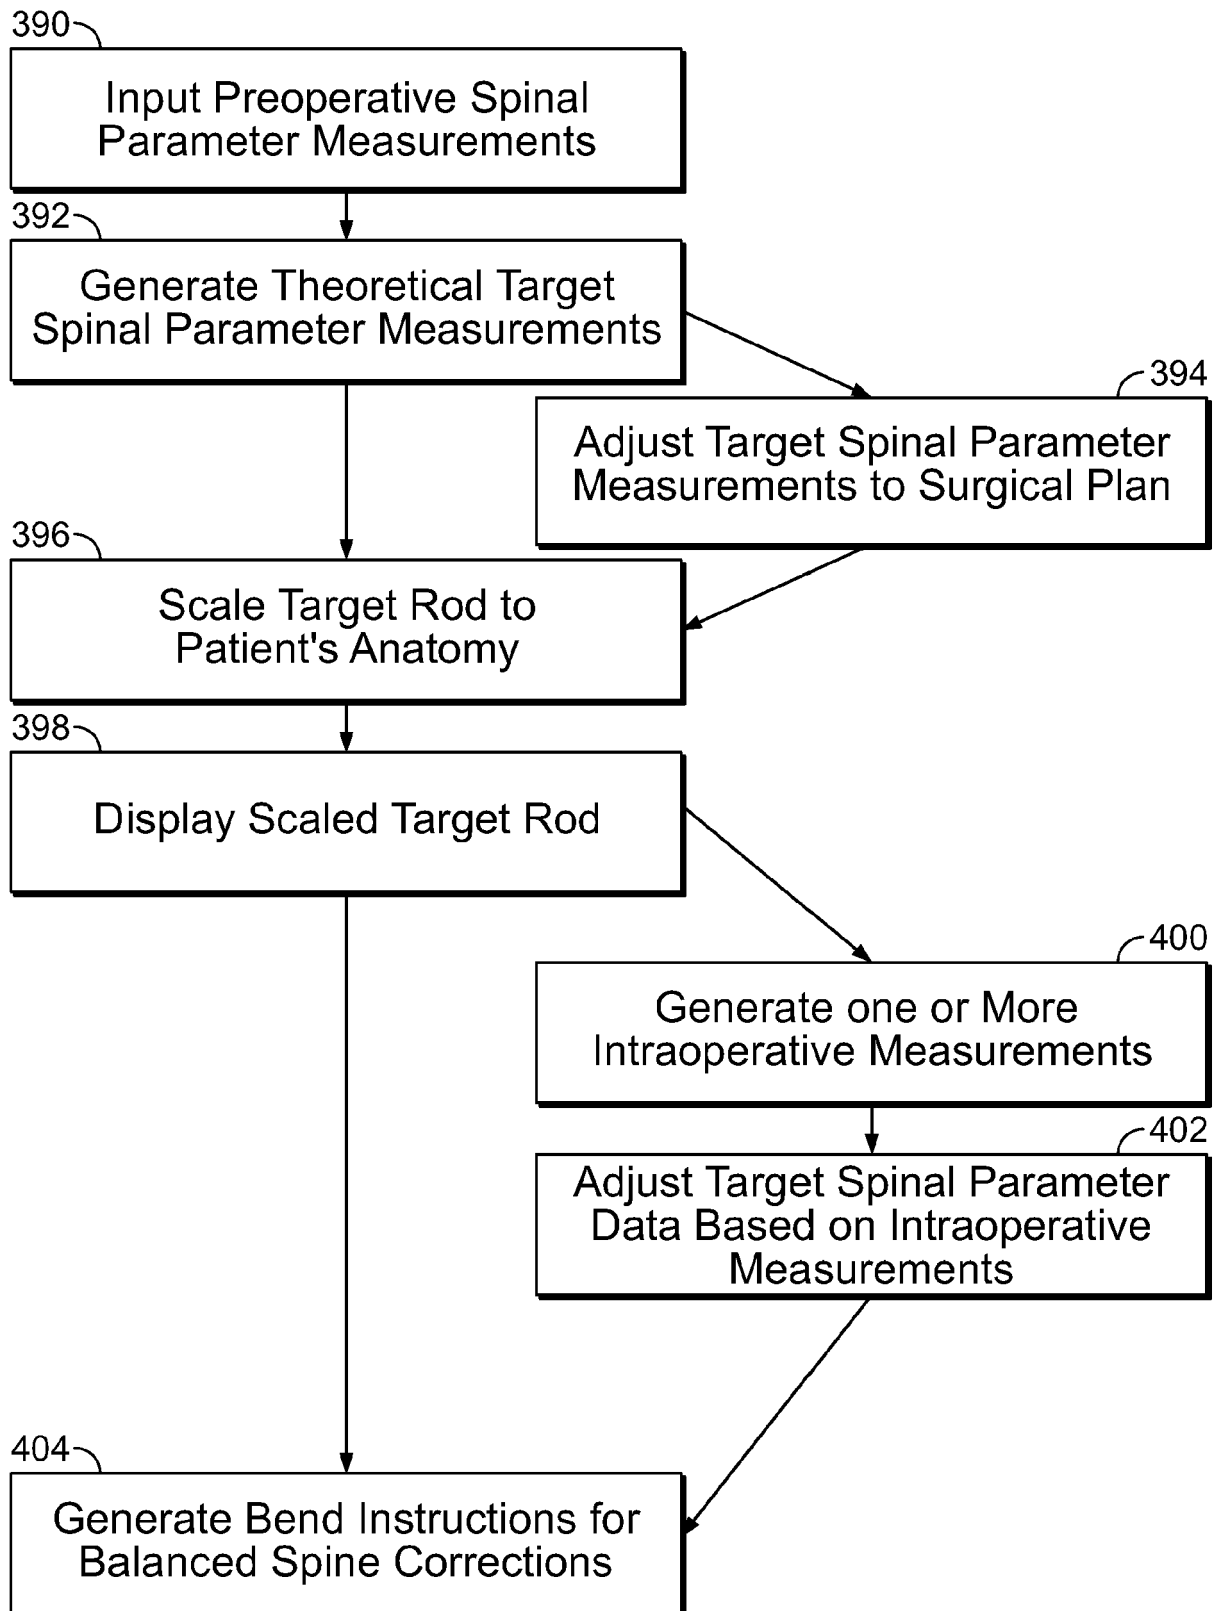 390
Input Preoperative Spinal
Parameter Measurements
392
Generate Theoretical Target
Spinal Parameter Measurements
394
Adjust Target Spinal Parameter
Measurements to Surgical Plan
396
Scale Target Rod to
Patient's Anatomy
398
Display Scaled Target Rod
400
Generate one or More
Intraoperative Measurements
402
Adjust Target Spinal Parameter
Data Based on Intraoperative
Measurements
404
Generate Bend Instructions for
Balanced Spine Corrections